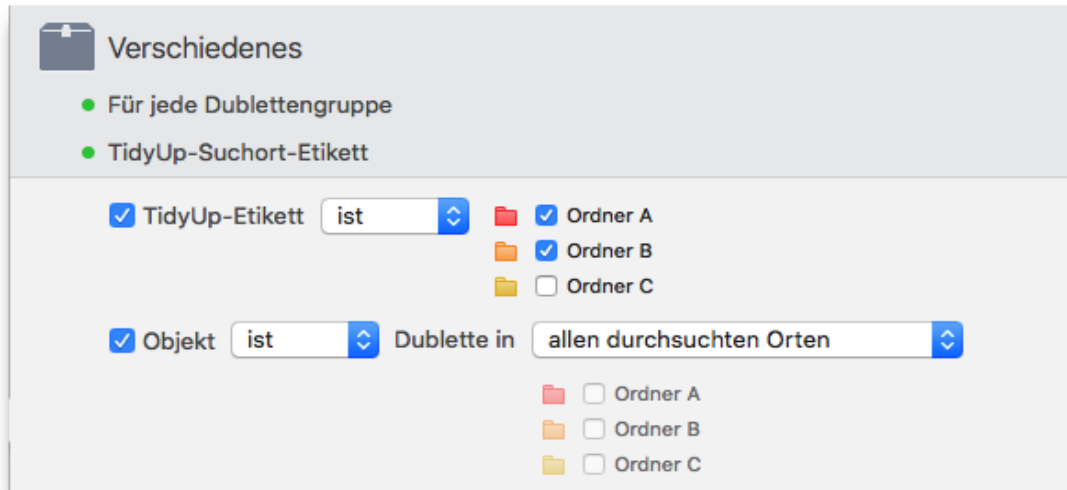 Verschiedenes
Für jede Dublettengruppe
TidyUp-Suchort-Etikett
TidyUp-Etikett ist Ordner A
Ordner B
Ordner C
Objekt ist Dublette in allen durchsuchten Orten
Ordner A
Ordner B
Ordner C